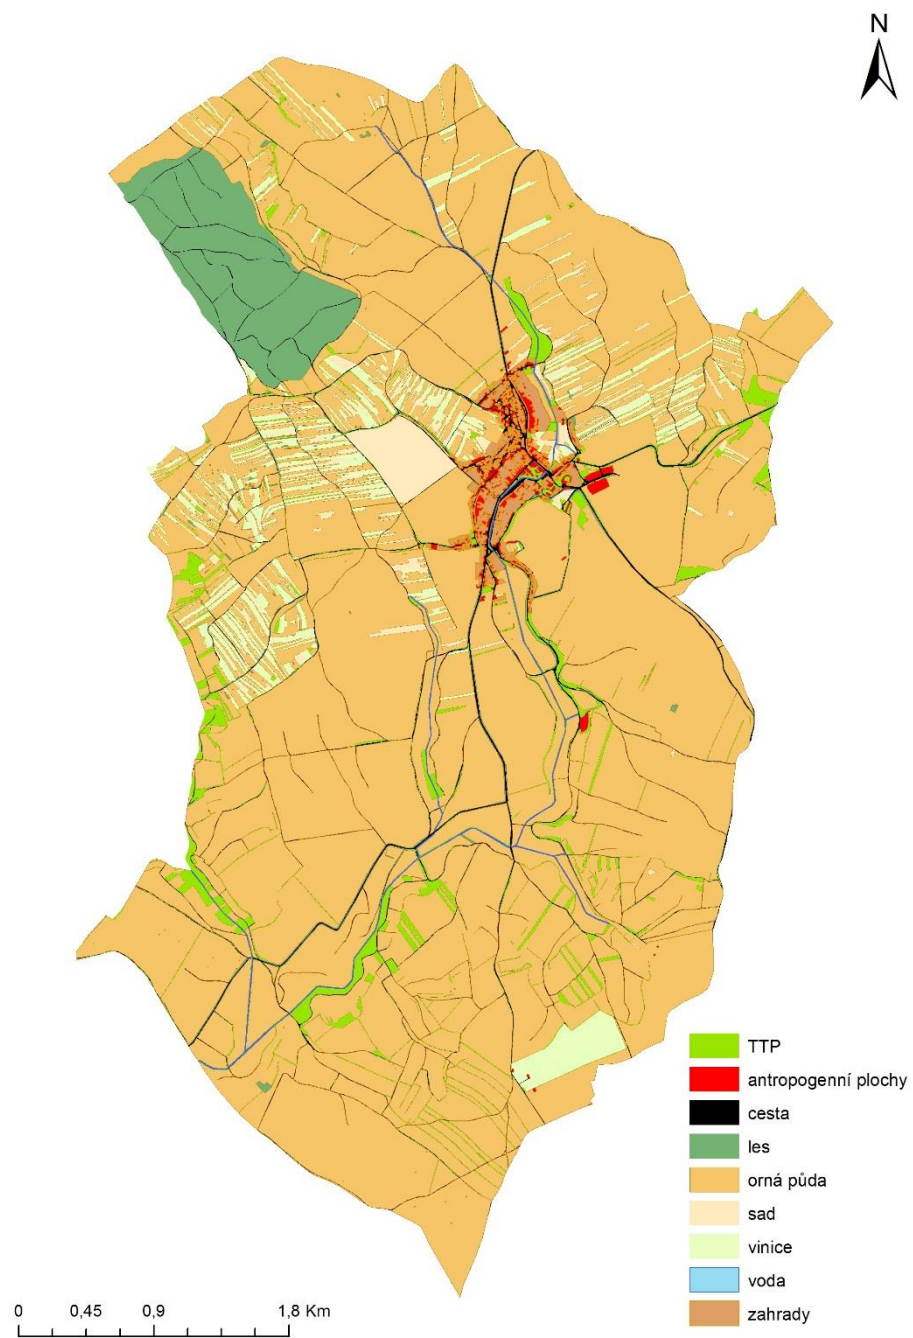 N
TTP
antropogenní plochy
cesta
les
orná půda
sad
vinice
voda
zahrady
0 0,45 0,9 1,8 Km